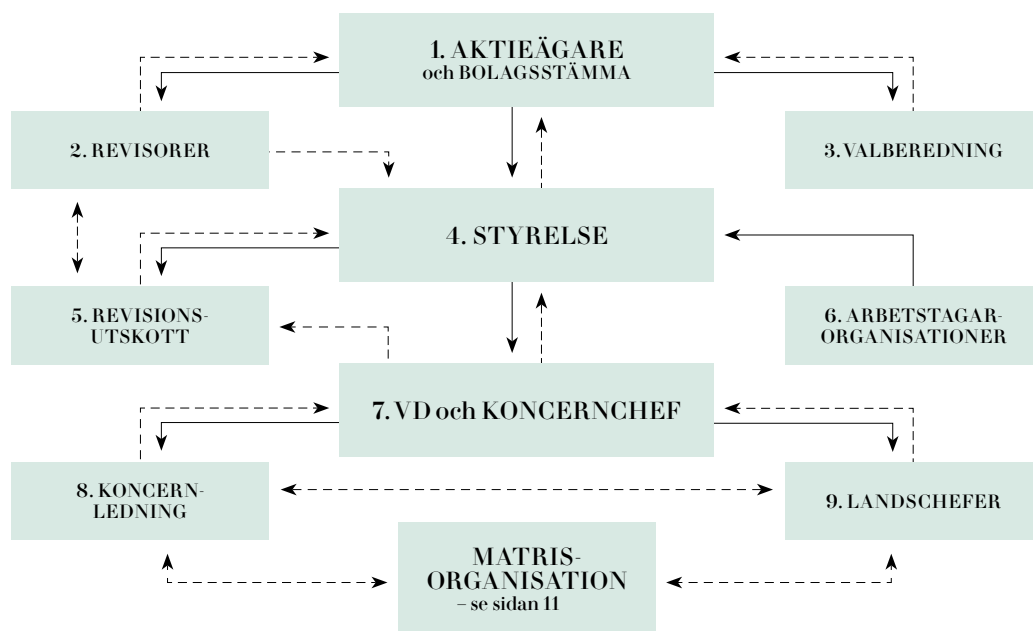 1. AKTIEÄGARE
och BOLAGSSTÄMMA
2. REVISORER
3. VALBEREDNING
4. STYRELSE
5. REVISIONS-
UTSKOTT
6. ARBETSTAGAR-
ORGANISATIONER
7. VD och KONCERNCHEF
8. KONCERN-
LEDNING
9. LANDSCHEFER
MATRIS-
ORGANISATION
– se sidan 11